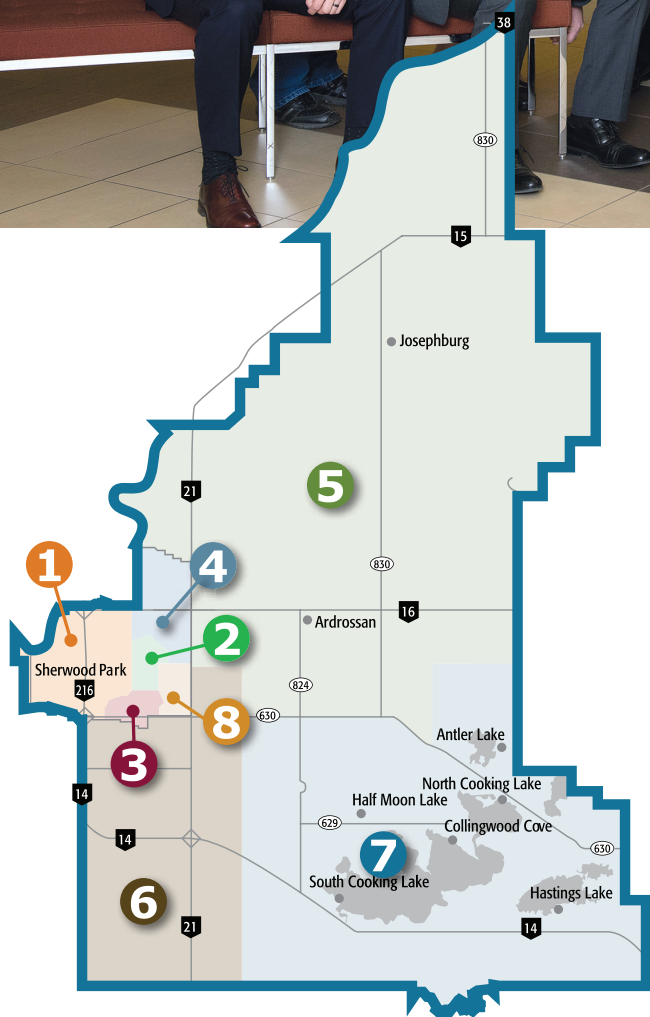 38
830
15
Josephburg
21
5
830
1
4
16
Ardrossan
2
Sherwood Park
216
824
8
630
3
Antler Lake
North Cooking Lake
14
Half Moon Lake
629
Collingwood Cove
14
7
630
South Cooking Lake
6
Hastings Lake
21
14